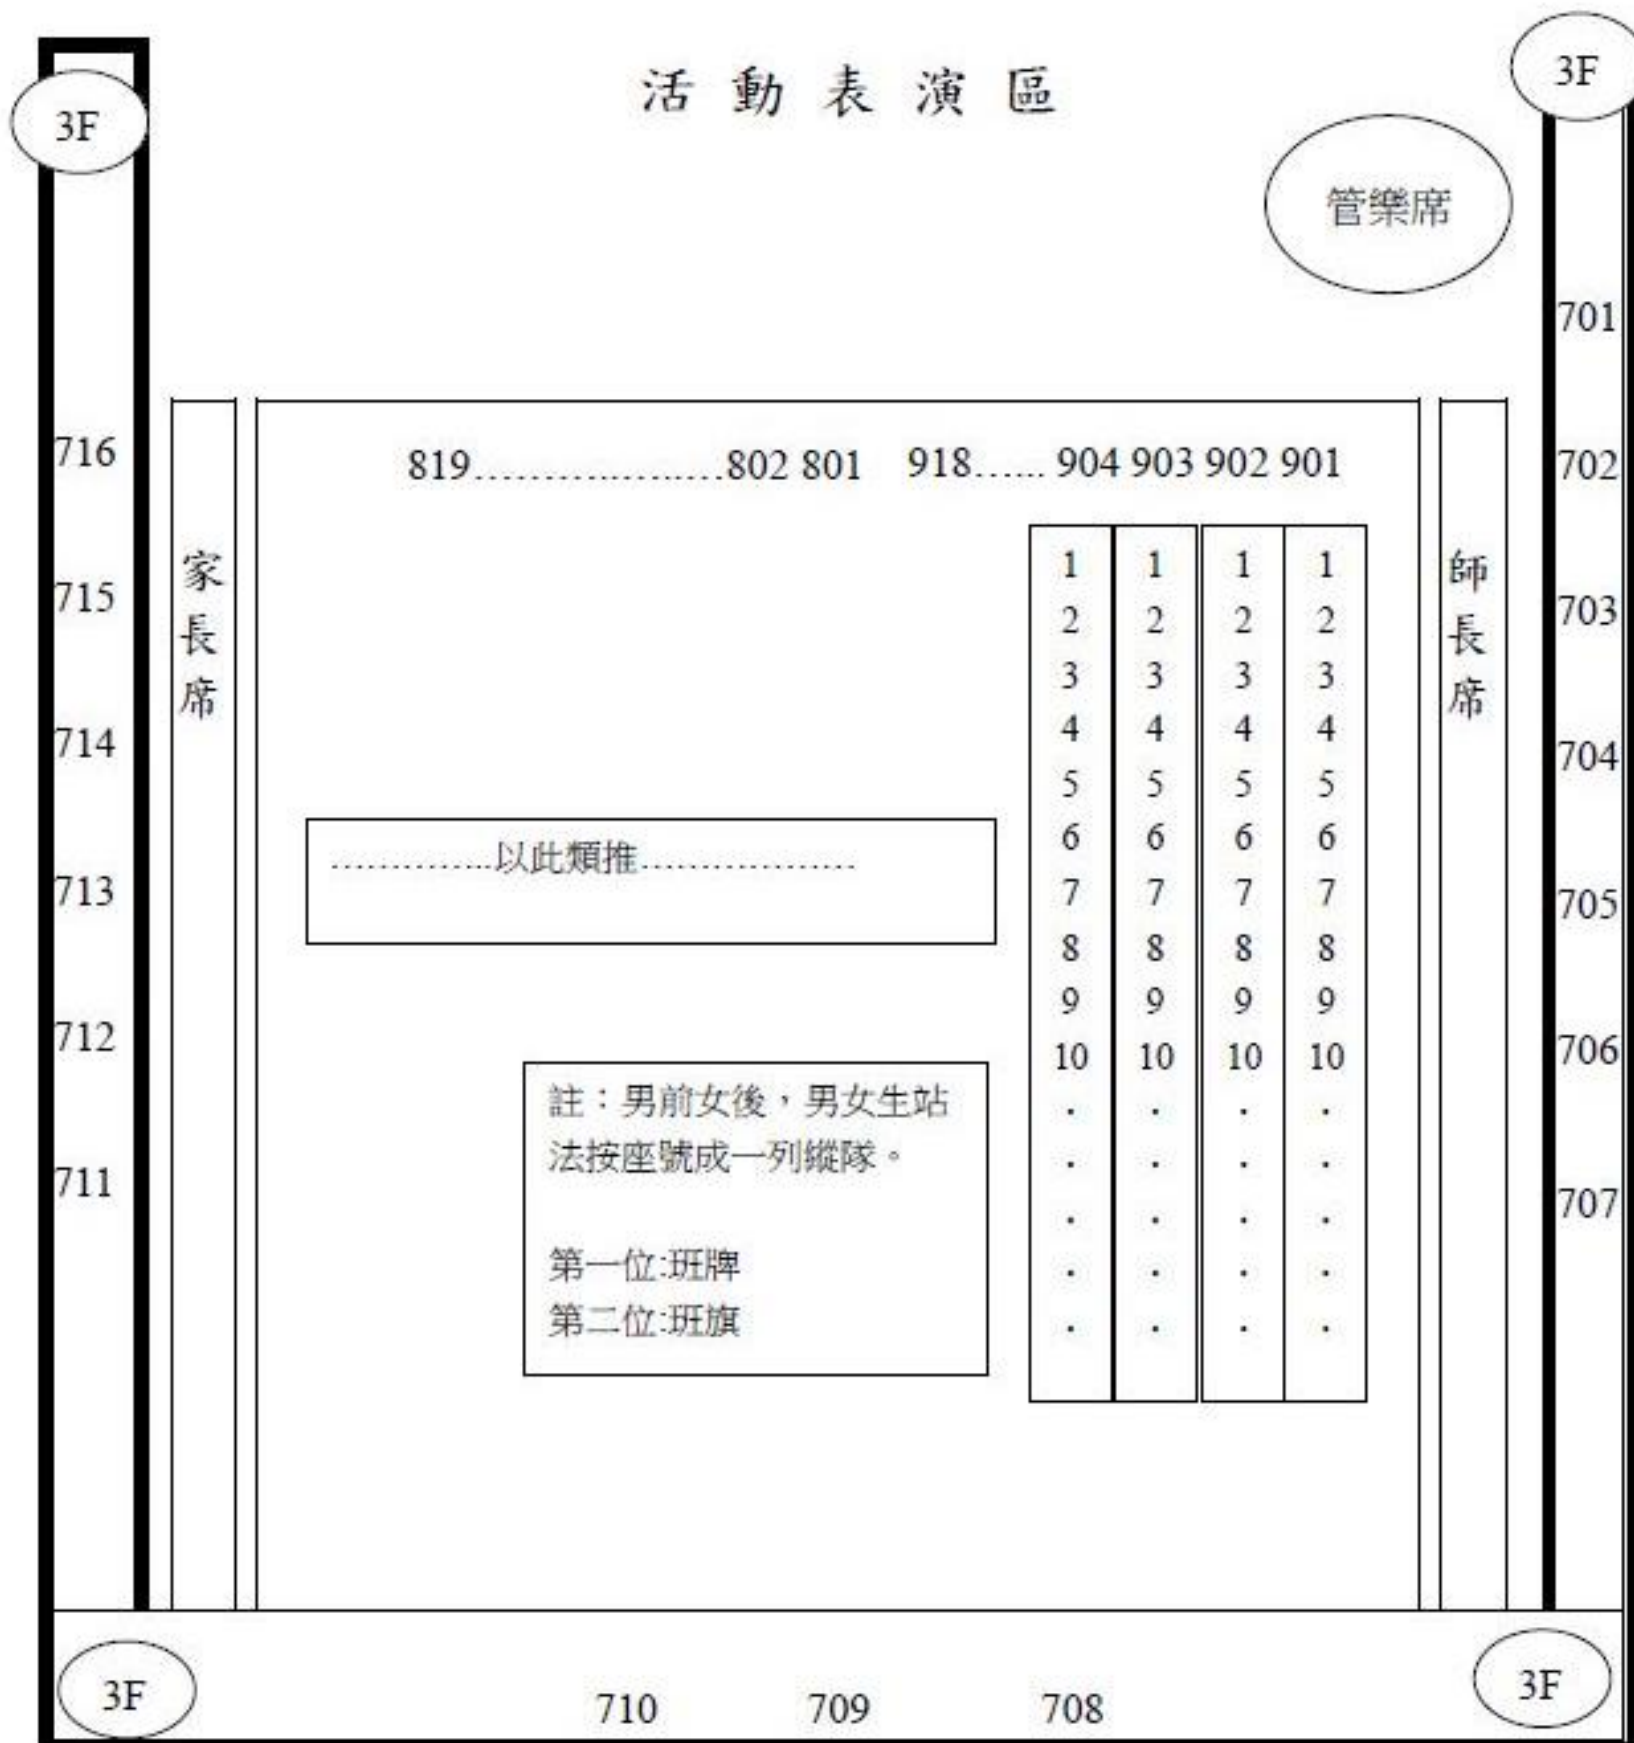 活動表演區
3F
3F
管樂席
701
716
819……………………802 801 918…… 904 903 902 901
702
家長席
師長席
1 1 1 1
715
703
2 2 2 2
3 3 3 3
714
4 4 4 4
704
5 5 5 5
…………以此類推………………
6 6 6 6
713
7 7 7 7
705
8 8 8 8
9 9 9 9
712
10 10 10 10
706
註：男前女後，男女生站
法按座號成一列縱隊。
. . . .
. . . .
711
707
. . . .
第一位:班牌
. . . .
第二位:班旗
. . . .
3F
710 709 708
3F